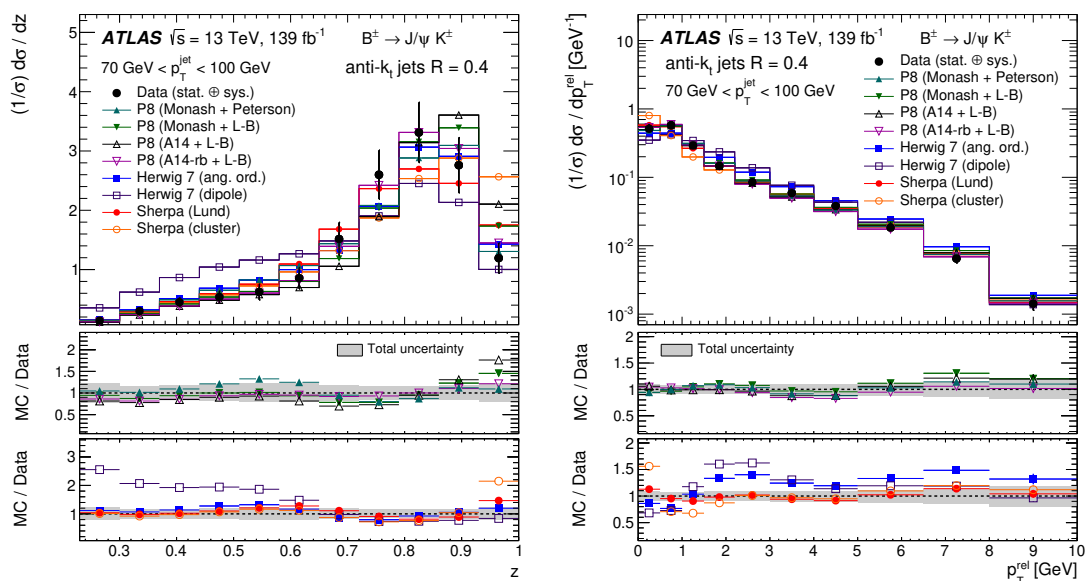 (1/σ) dσ / dz
5
4
3
2
1
ATLAS √s = 13 TeV, 139 fb⁻¹ B± → J/ψ K±
70 GeV < p_T^jet < 100 GeV anti-k_t jets R = 0.4
Data (stat. ⊕ sys.)
P8 (Monash + Peterson)
P8 (Monash + L-B)
P8 (A14 + L-B)
P8 (A14-rb + L-B)
Herwig 7 (ang. ord.)
Herwig 7 (dipole)
Sherpa (Lund)
Sherpa (cluster)
MC / Data
2
1.5
1
0.5
Total uncertainty
MC / Data
3
2
1
0.3 0.4 0.5 0.6 0.7 0.8 0.9 1
z
(1/σ) dσ / dp_T^rel [GeV⁻¹]
10
1
10⁻¹
10⁻²
10⁻³
ATLAS √s = 13 TeV, 139 fb⁻¹ B± → J/ψ K±
anti-k_t jets R = 0.4
70 GeV < p_T^jet < 100 GeV
Data (stat. ⊕ sys.)
P8 (Monash + Peterson)
P8 (Monash + L-B)
P8 (A14 + L-B)
P8 (A14-rb + L-B)
Herwig 7 (ang. ord.)
Herwig 7 (dipole)
Sherpa (Lund)
Sherpa (cluster)
MC / Data
2
1.5
1
0.5
Total uncertainty
MC / Data
2
1.5
1
0.5
0 1 2 3 4 5 6 7 8 9 10
p_T^rel [GeV]